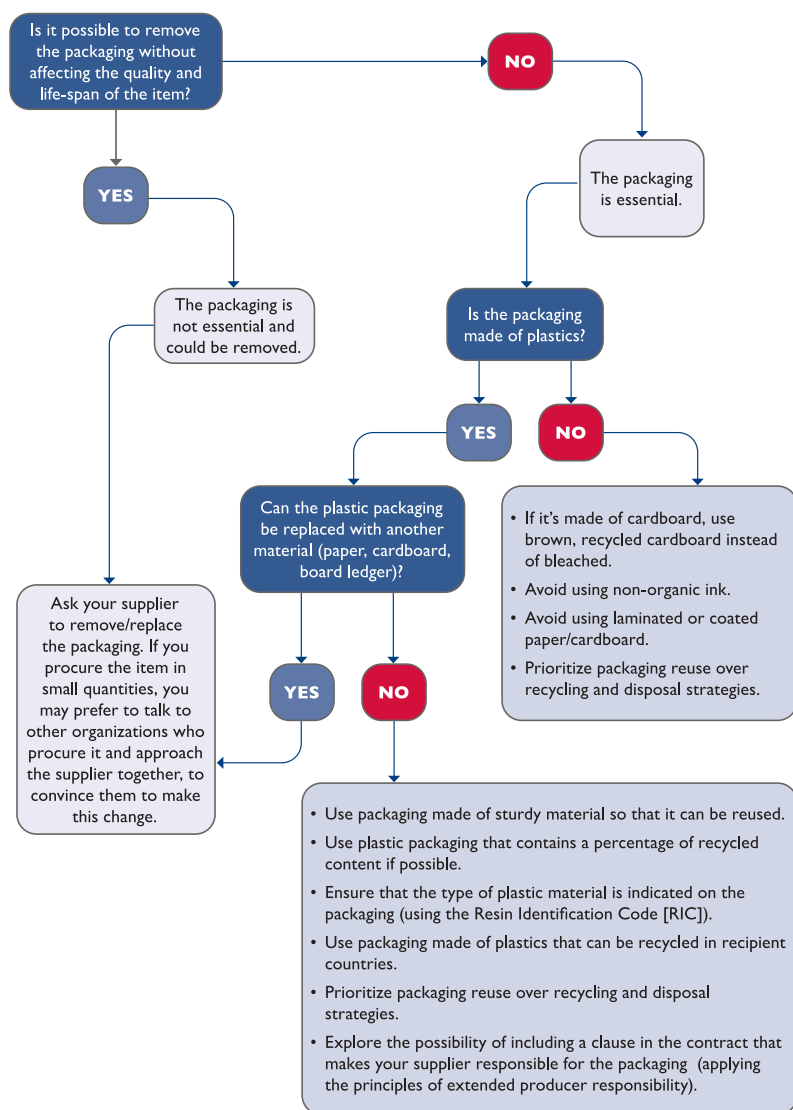 Is it possible to remove
the packaging without
affecting the quality and
life-span of the item?
NO
YES
The packaging
is essential.
The packaging is
not essential and
could be removed.
Is the packaging
made of plastics?
YES
NO
Can the plastic packaging
be replaced with another
material (paper, cardboard,
board ledger)?
• If it's made of cardboard, use
brown, recycled cardboard instead
of bleached.
• Avoid using non-organic ink.
• Avoid using laminated or coated
paper/cardboard.
• Prioritize packaging reuse over
recycling and disposal strategies.
Ask your supplier
to remove/replace
the packaging. If you
procure the item in
small quantities, you
may prefer to talk to
other organizations who
procure it and approach
the supplier together, to
convince them to make
this change.
YES
NO
• Use packaging made of sturdy material so that it can be reused.
• Use plastic packaging that contains a percentage of recycled
content if possible.
• Ensure that the type of plastic material is indicated on the
packaging (using the Resin Identification Code [RIC]).
• Use packaging made of plastics that can be recycled in recipient
countries.
• Prioritize packaging reuse over recycling and disposal
strategies.
• Explore the possibility of including a clause in the contract that
makes your supplier responsible for the packaging (applying
the principles of extended producer responsibility).